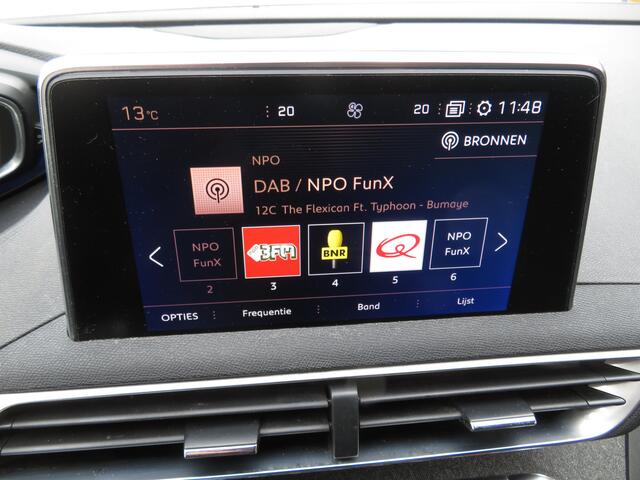 13°C 20 20 11:48
BRONNEN
NPO
DAB / NPO FunX
12C The Flexican Ft. Typhoon - Bumaye
NPO FunX 3FM BNR Q NPO FunX
2 3 4 5 6
OPTIES Frequentie Band Lijst